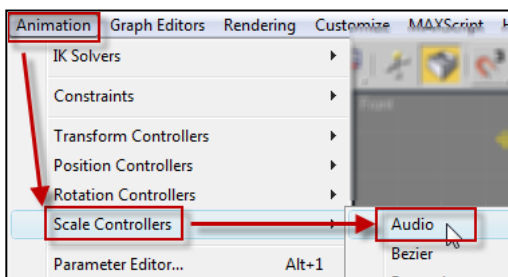 Animation Graph Editors Rendering Customize MAXScript
IK Solvers
Constraints
Front
Transform Controllers
Position Controllers
Rotation Controllers
Scale Controllers
Audio
Bezier
Parameter Editor... Alt+1